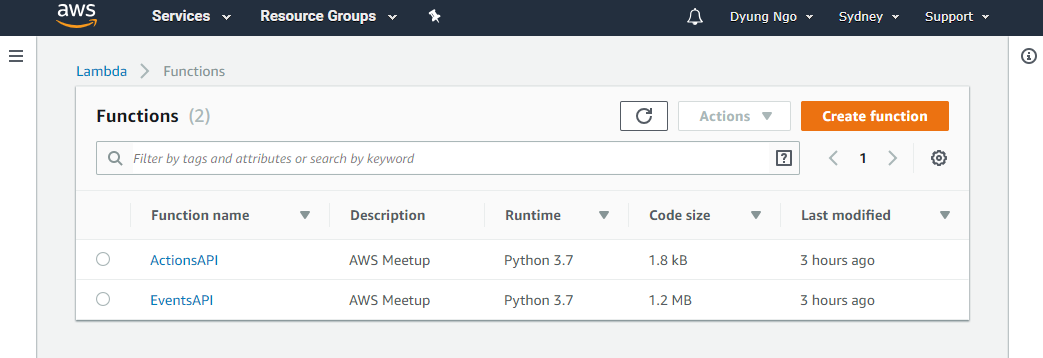 aws Services Resource Groups Dyung Ngo Sydney Support
Lambda Functions
Functions (2) Actions Create function
Filter by tags and attributes or search by keyword ? 1
Function name Description Runtime Code size Last modified
ActionsAPI AWS Meetup Python 3.7 1.8 kB 3 hours ago
EventsAPI AWS Meetup Python 3.7 1.2 MB 3 hours ago